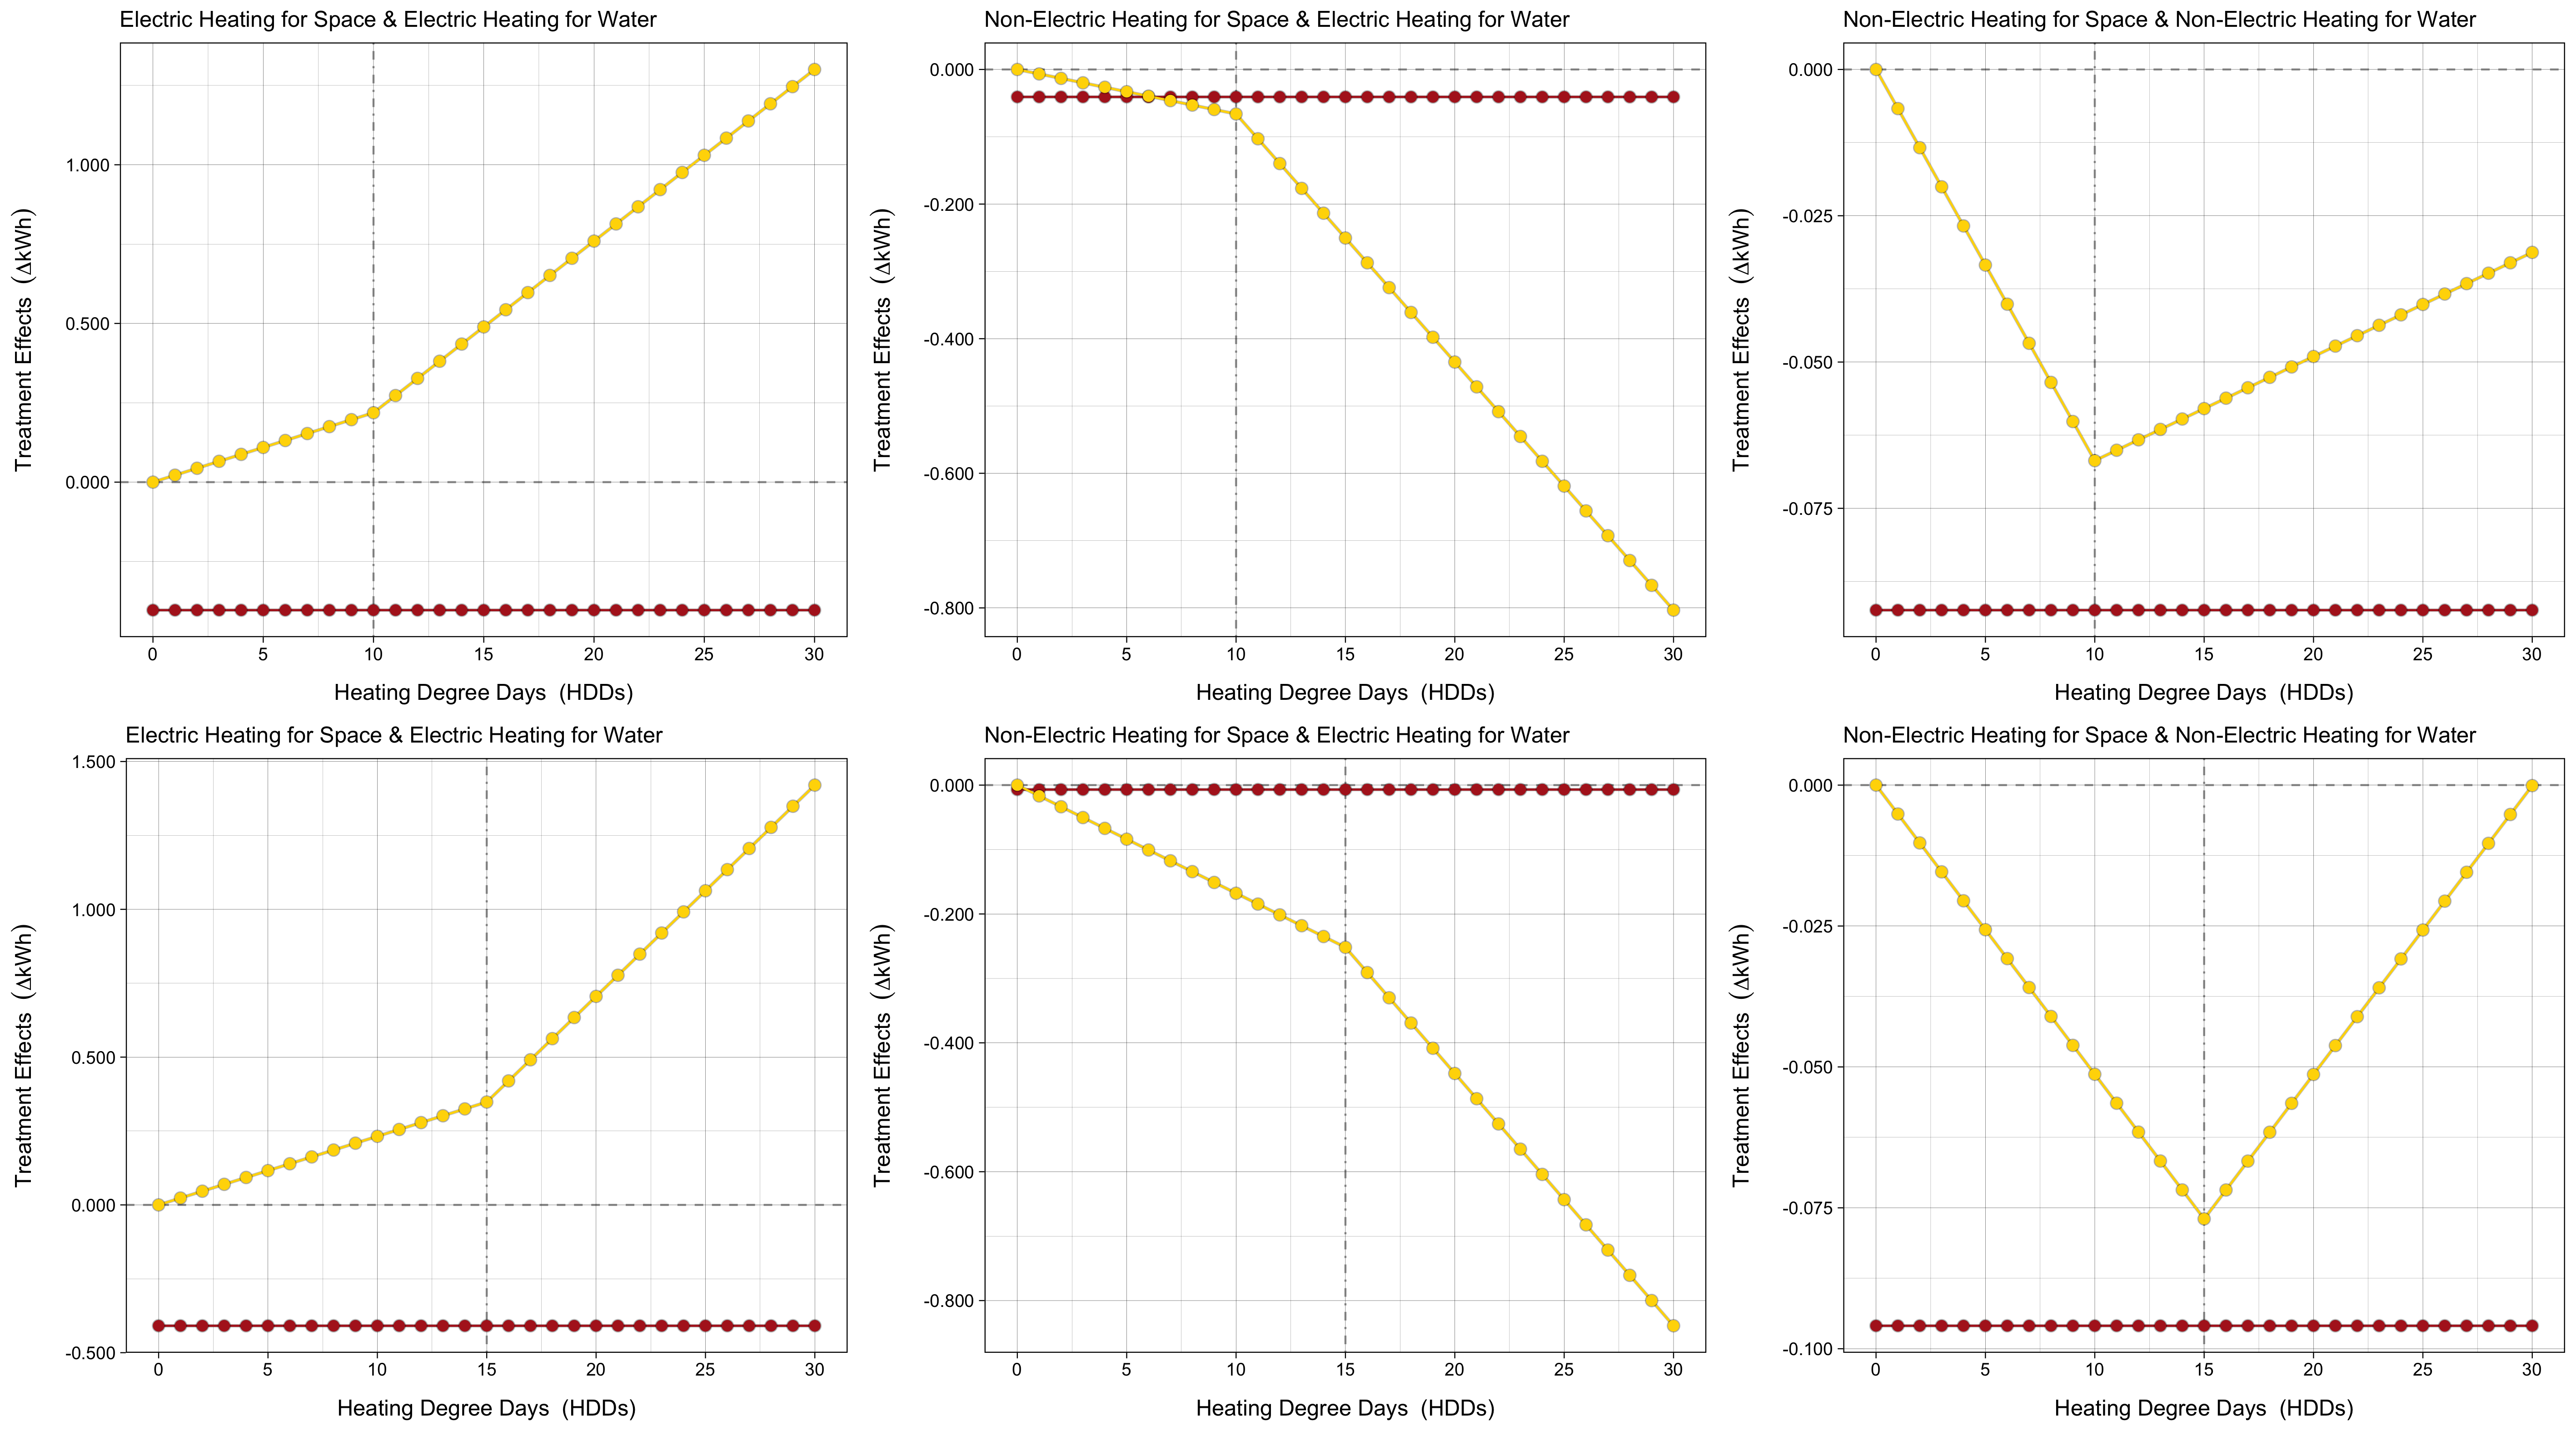 Electric Heating for Space & Electric Heating for Water
Treatment Effects (ΔkWh)
1.000
0.500
0.000
0 5 10 15 20 25 30
Heating Degree Days (HDDs)
Non-Electric Heating for Space & Electric Heating for Water
Treatment Effects (ΔkWh)
0.000
-0.200
-0.400
-0.600
-0.800
0 5 10 15 20 25 30
Heating Degree Days (HDDs)
Non-Electric Heating for Space & Non-Electric Heating for Water
Treatment Effects (ΔkWh)
0.000
-0.025
-0.050
-0.075
0 5 10 15 20 25 30
Heating Degree Days (HDDs)
Electric Heating for Space & Electric Heating for Water
Treatment Effects (ΔkWh)
1.500
1.000
0.500
0.000
-0.500
0 5 10 15 20 25 30
Heating Degree Days (HDDs)
Non-Electric Heating for Space & Electric Heating for Water
Treatment Effects (ΔkWh)
0.000
-0.200
-0.400
-0.600
-0.800
0 5 10 15 20 25 30
Heating Degree Days (HDDs)
Non-Electric Heating for Space & Non-Electric Heating for Water
Treatment Effects (ΔkWh)
0.000
-0.025
-0.050
-0.075
-0.100
0 5 10 15 20 25 30
Heating Degree Days (HDDs)